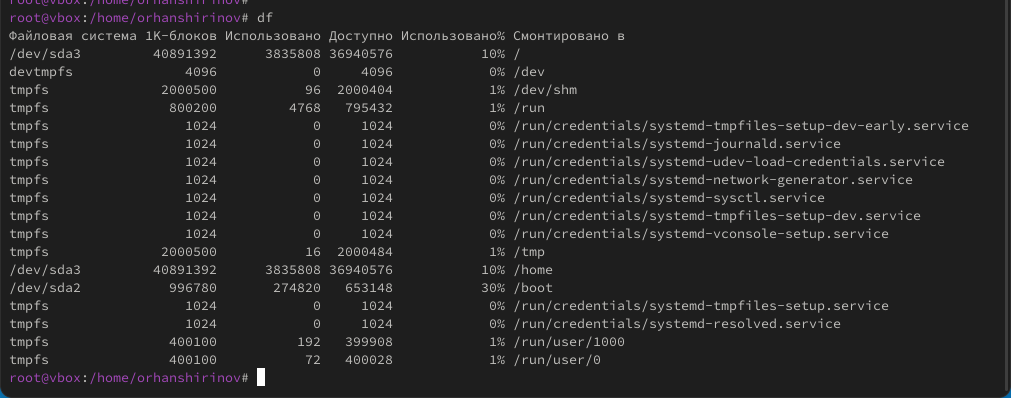 root@vbox:/home/orhanshirinov#
root@vbox:/home/orhanshirinov# df
Файловая система 1K-блоков Использовано Доступно Использовано% Смонтировано в
/dev/sda3 40891392 3835808 36940576 10% /
devtmpfs 4096 0 4096 0% /dev
tmpfs 2000500 96 2000404 1% /dev/shm
tmpfs 800200 4768 795432 1% /run
tmpfs 1024 0 1024 0% /run/credentials/systemd-tmpfiles-setup-dev-early.service
tmpfs 1024 0 1024 0% /run/credentials/systemd-journald.service
tmpfs 1024 0 1024 0% /run/credentials/systemd-udev-load-credentials.service
tmpfs 1024 0 1024 0% /run/credentials/systemd-network-generator.service
tmpfs 1024 0 1024 0% /run/credentials/systemd-sysctl.service
tmpfs 1024 0 1024 0% /run/credentials/systemd-tmpfiles-setup-dev.service
tmpfs 1024 0 1024 0% /run/credentials/systemd-vconsole-setup.service
tmpfs 2000500 16 2000484 1% /tmp
/dev/sda3 40891392 3835808 36940576 10% /home
/dev/sda2 996780 274820 653148 30% /boot
tmpfs 1024 0 1024 0% /run/credentials/systemd-tmpfiles-setup.service
tmpfs 1024 0 1024 0% /run/credentials/systemd-resolved.service
tmpfs 400100 192 399908 1% /run/user/1000
tmpfs 400100 72 400028 1% /run/user/0
root@vbox:/home/orhanshirinov#